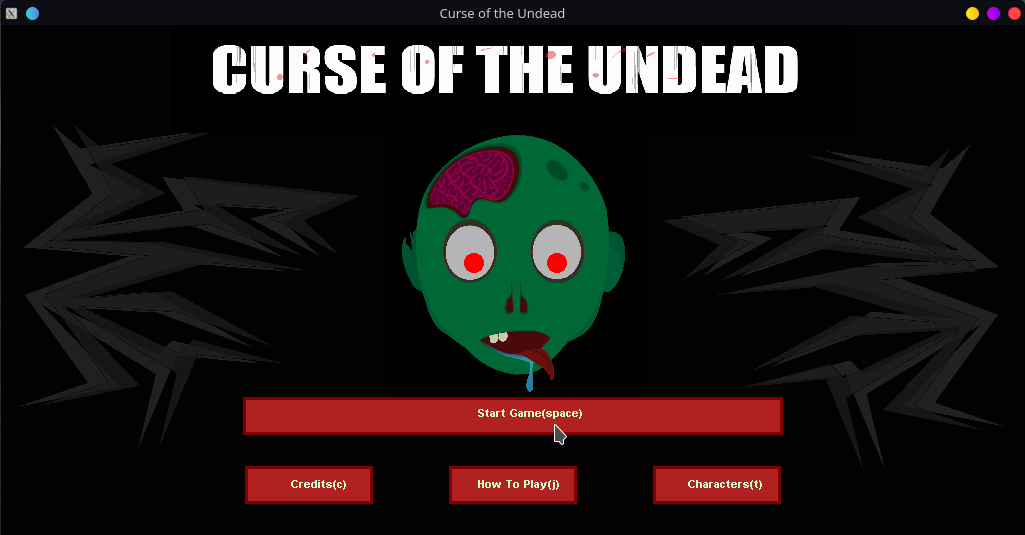 Curse of the Undead
CURSE OF THE UNDEAD
Start Game(space)
Credits(c)
How To Play(j)
Characters(t)